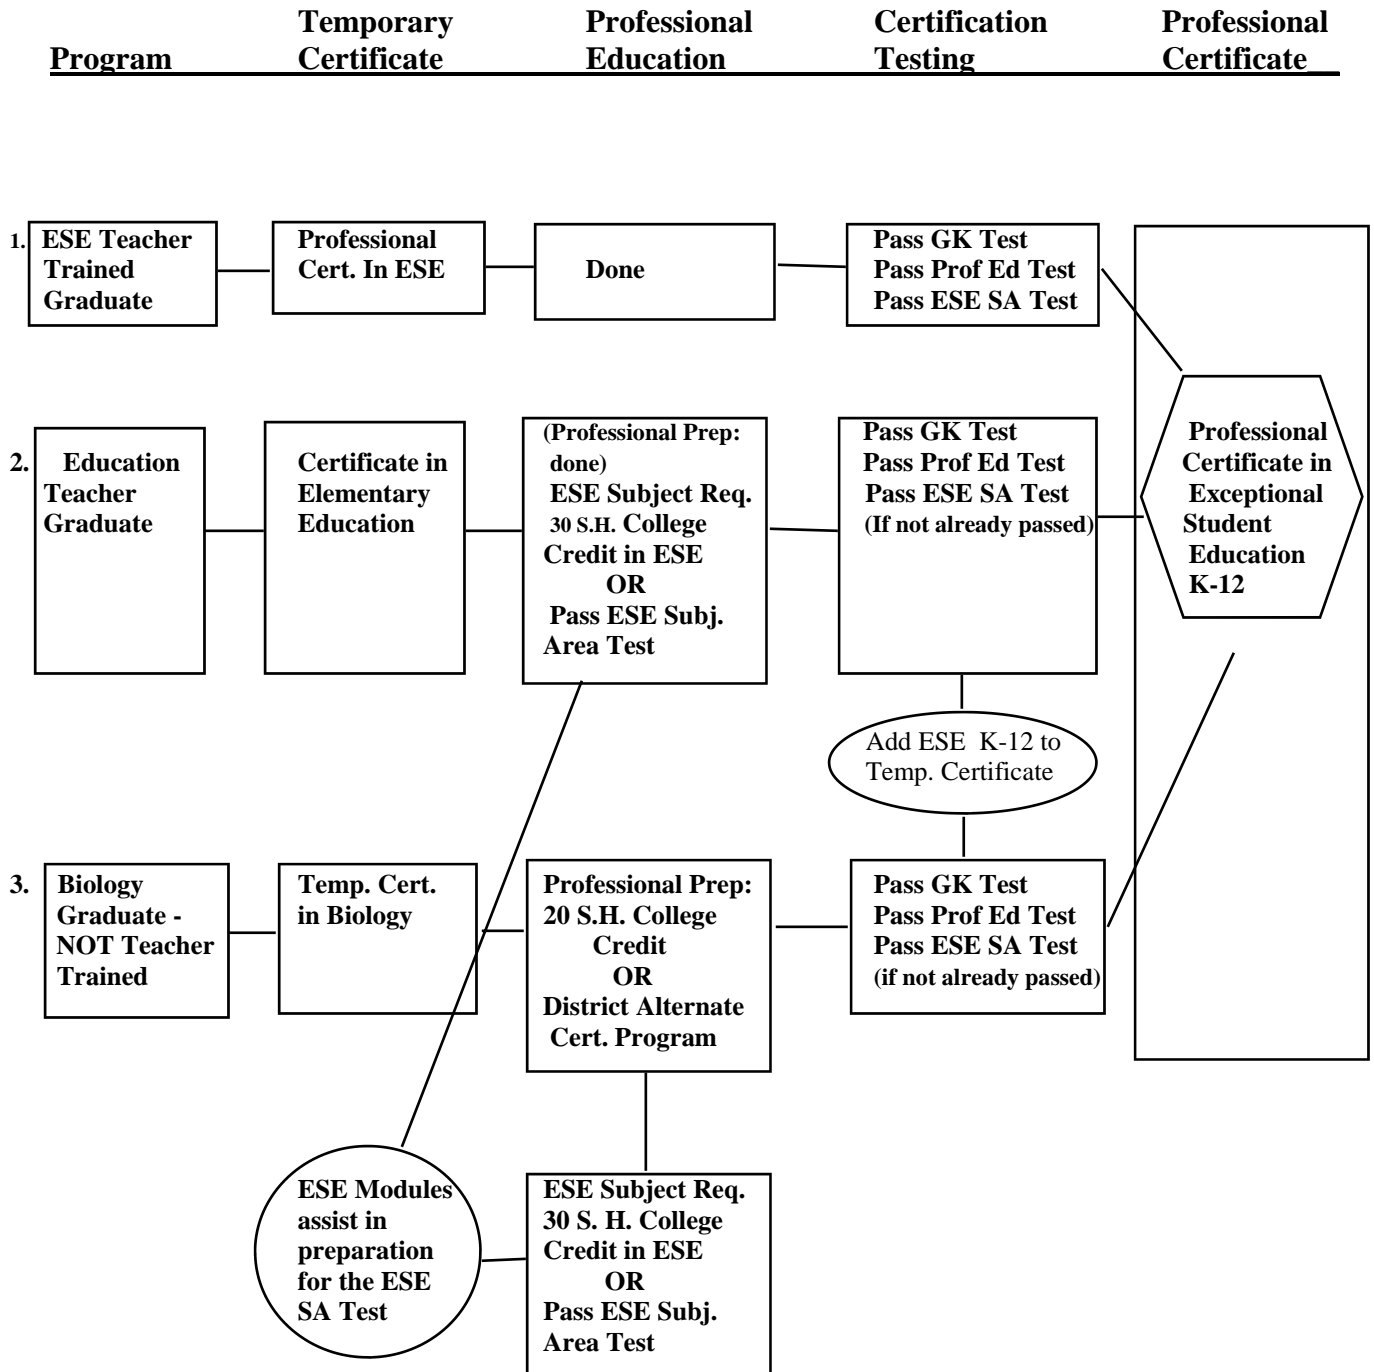 Temporary Professional Certification Professional
Program Certificate Education Testing Certificate__
1. ESE Teacher
Trained
Graduate
Professional
Cert. In ESE
Done
Pass GK Test
Pass Prof Ed Test
Pass ESE SA Test
2. Education
Teacher
Graduate
Certificate in
Elementary
Education
(Professional Prep:
done)
ESE Subject Req.
30 S.H. College
Credit in ESE
OR
Pass ESE Subj.
Area Test
Pass GK Test
Pass Prof Ed Test
Pass ESE SA Test
(If not already passed)
Professional
Certificate in
Exceptional
Student
Education
K-12
Add ESE K-12 to
Temp. Certificate
3. Biology
Graduate -
NOT Teacher
Trained
Temp. Cert.
in Biology
Professional Prep:
20 S.H. College
Credit
OR
District Alternate
Cert. Program
Pass GK Test
Pass Prof Ed Test
Pass ESE SA Test
(if not already passed)
ESE Modules
assist in
preparation
for the ESE
SA Test
ESE Subject Req.
30 S. H. College
Credit in ESE
OR
Pass ESE Subj.
Area Test